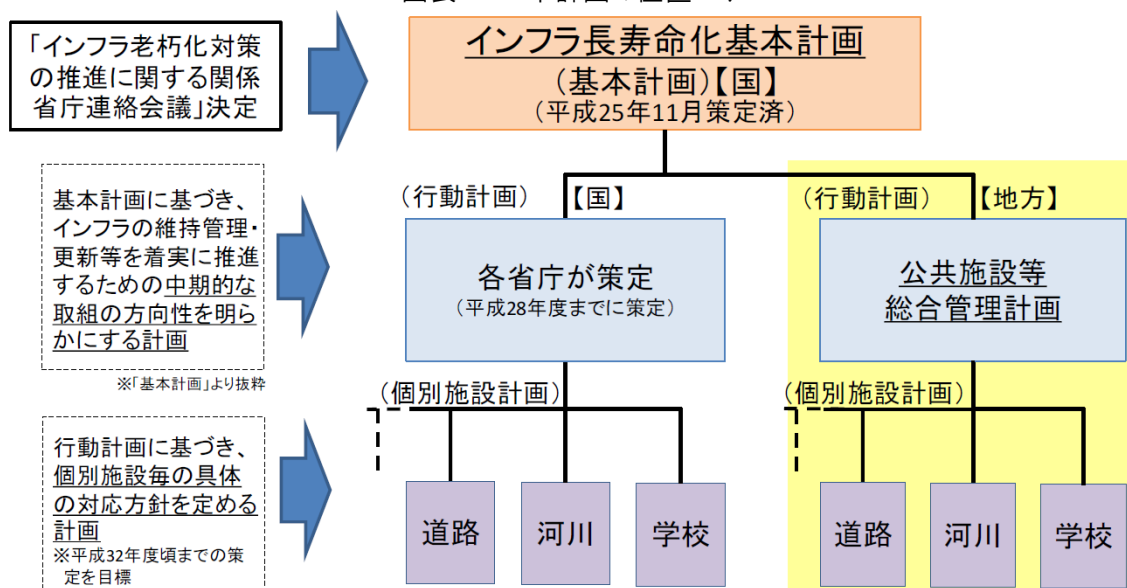 「インフラ老朽化対策
の推進に関する関係
省庁連絡会議」決定
インフラ長寿命化基本計画
(基本計画)【国】
(平成25年11月策定済)
基本計画に基づき、
インフラの維持管理・
更新等を着実に推進
するための中期的な
取組の方向性を明ら
かにする計画
※「基本計画」より抜粋
(行動計画)
【国】
各省庁が策定
(平成28年度までに策定)
(行動計画)
【地方】
公共施設等
総合管理計画
行動計画に基づき、
個別施設毎の具体
の対応方針を定める
計画
※平成32年度頃までの策
定を目標
(個別施設計画)
道路
河川
学校
(個別施設計画)
道路
河川
学校